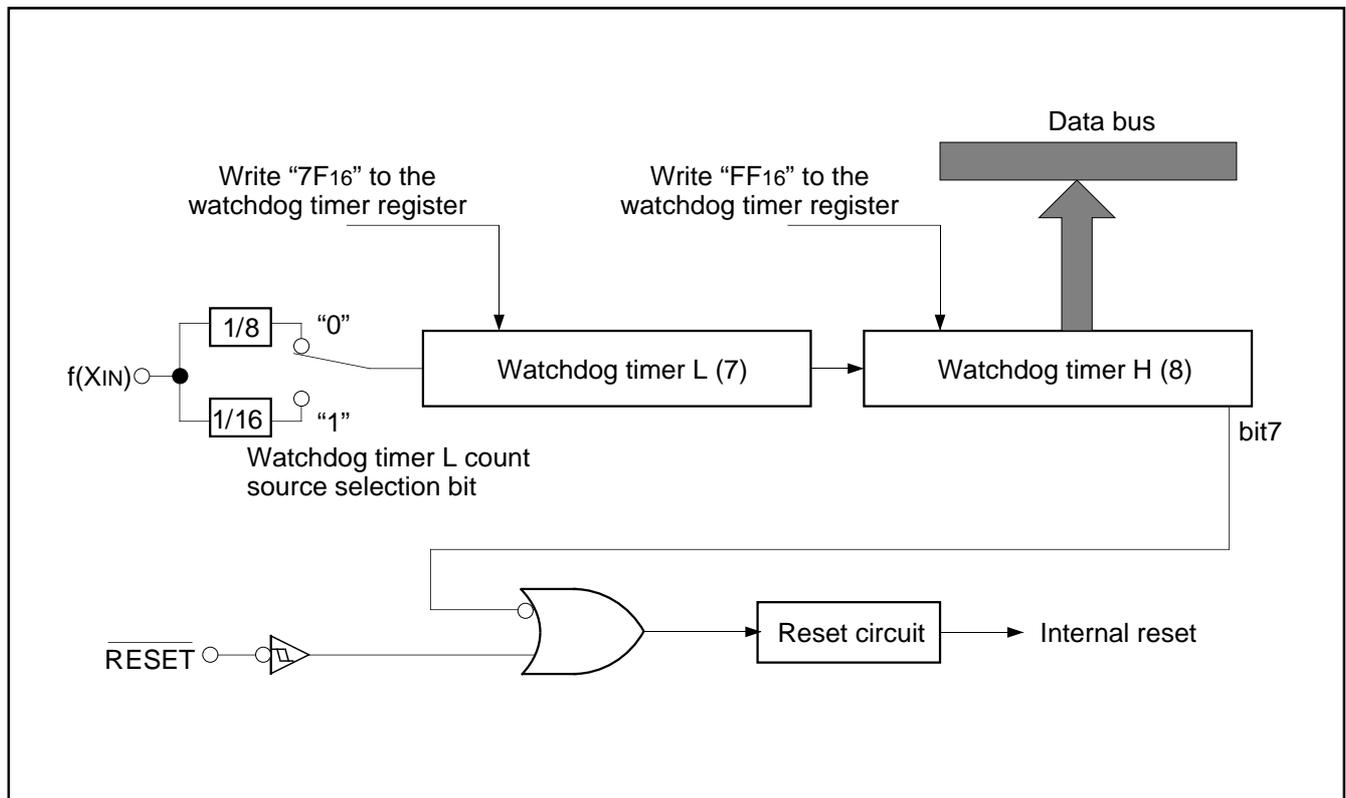 Data bus
Write “7F16” to the
watchdog timer register
Write “FF16” to the
watchdog timer register
1/8
“0”
f(XIN)
Watchdog timer L (7)
Watchdog timer H (8)
1/16
“1”
bit7
Watchdog timer L count
source selection bit
RESET
Reset circuit
Internal reset